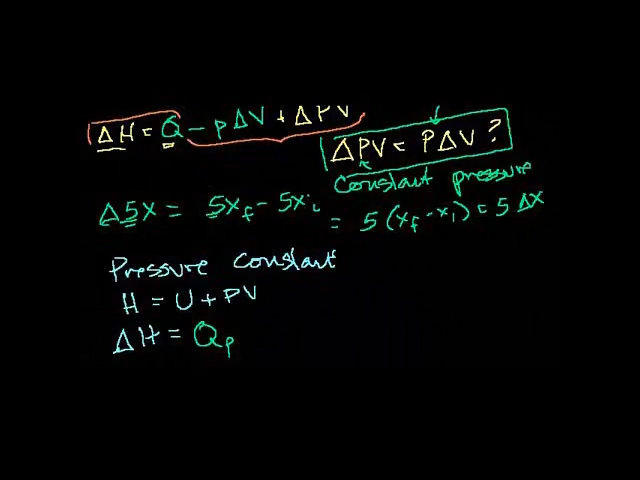 ΔH = Q - PΔV + ΔPV
ΔPV = PΔV ?
Constant pressure
Δ5x = 5x_f - 5x_i
= 5(x_f - x_i) = 5Δx
Pressure constant
H = U + PV
ΔH = Q_p